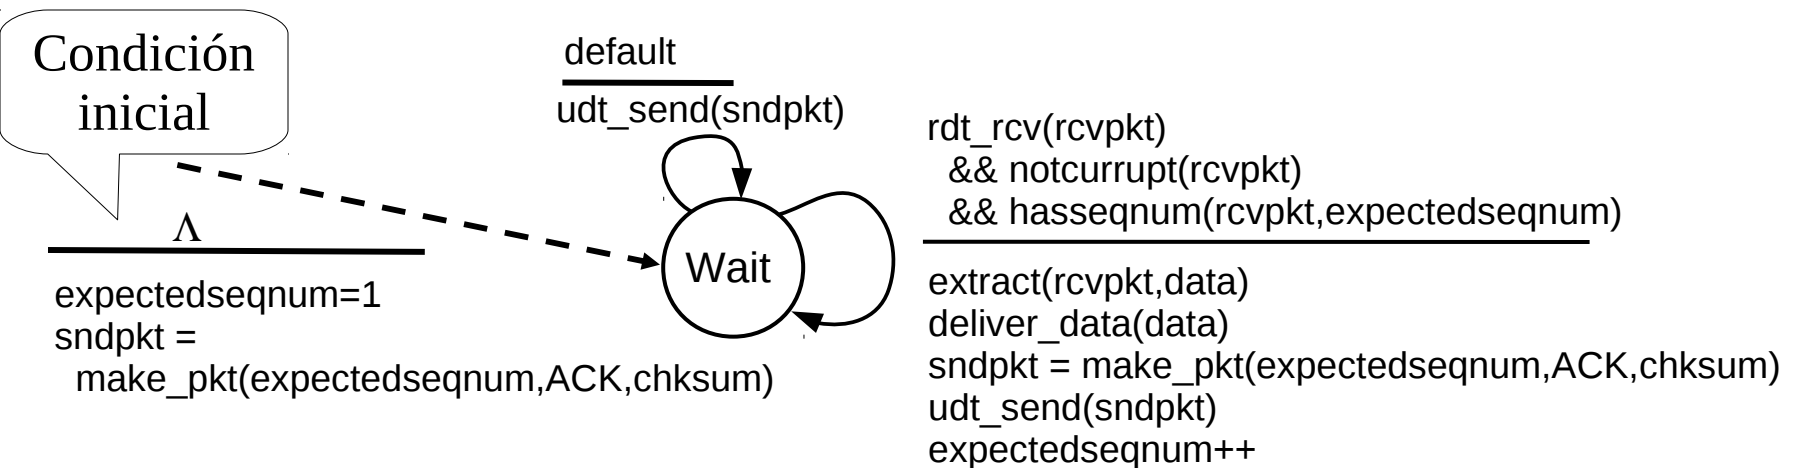 Condición
inicial
Λ
expectedseqnum=1
sndpkt =
make_pkt(expectedseqnum,ACK,chksum)
default
udt_send(sndpkt)
Wait
rdt_rcv(rcvpkt)
&& notcurrupt(rcvpkt)
&& hasseqnum(rcvpkt,expectedseqnum)
extract(rcvpkt,data)
deliver_data(data)
sndpkt = make_pkt(expectedseqnum,ACK,chksum)
udt_send(sndpkt)
expectedseqnum++